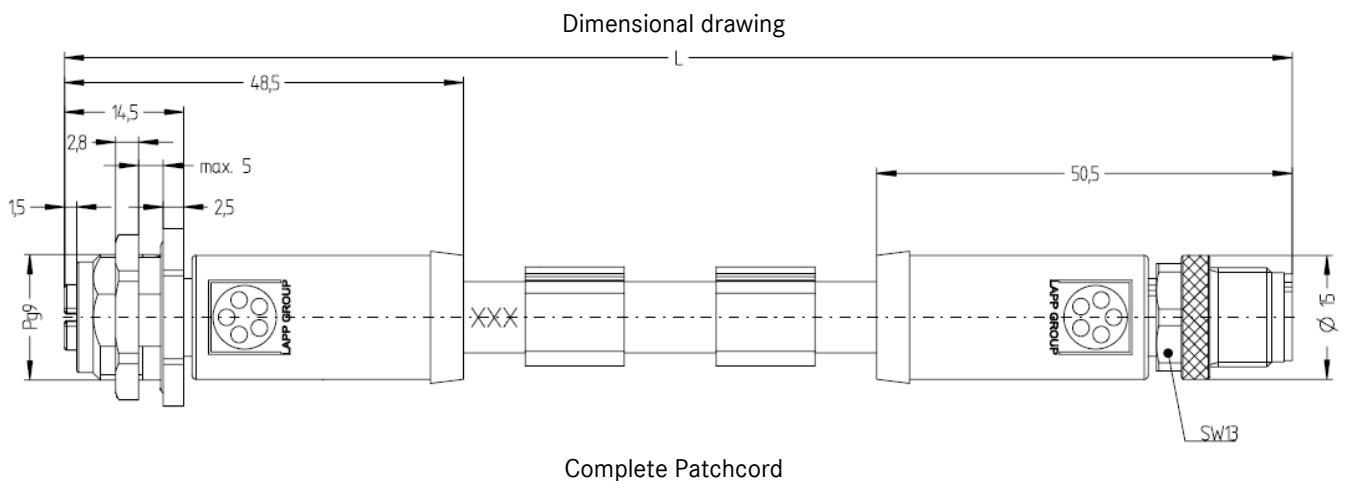 Dimensional drawing
L
48,5
14,5
2,8
max. 5
50,5
1,5
2,5
Pg9
LAPP GROUP
XXX
LAPP GROUP
Ø 15
SW13
Complete Patchcord